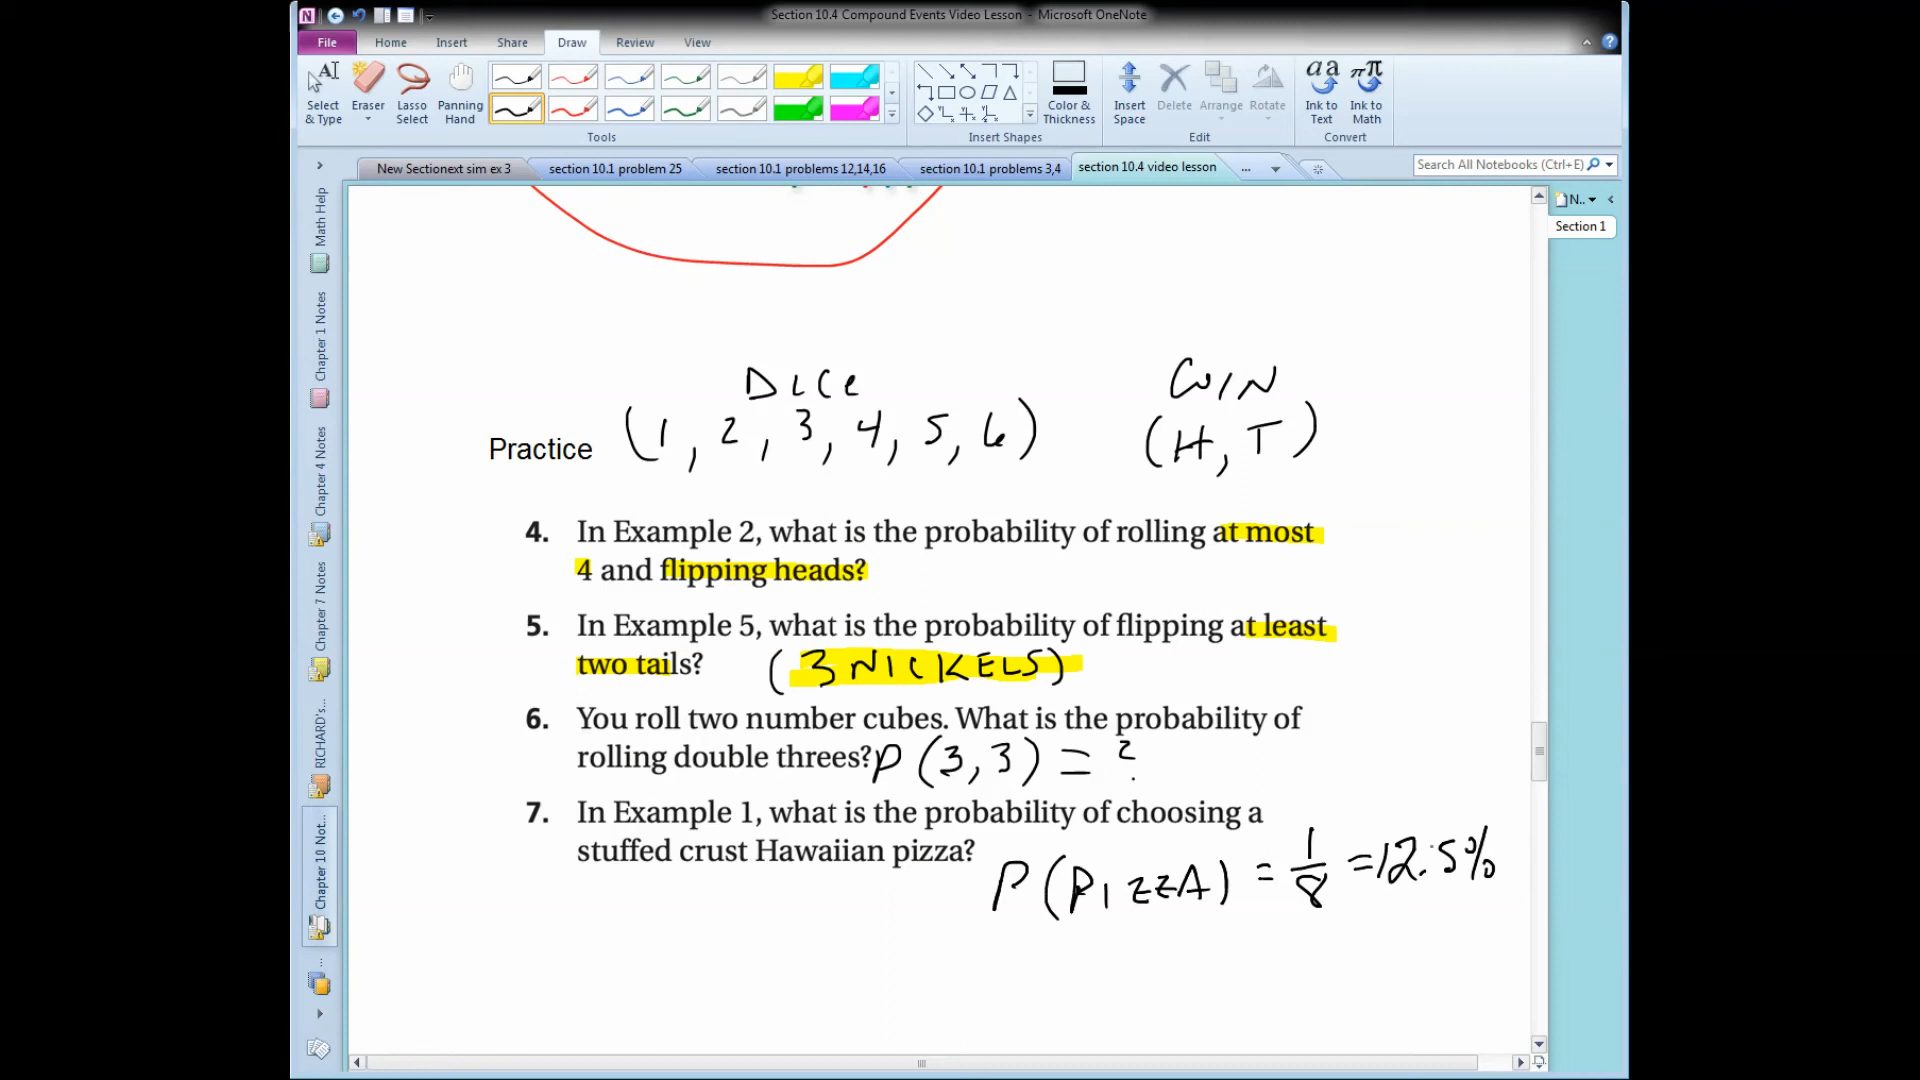 Section 10.4 Compound Events Video Lesson - Microsoft OneNote
File Home Insert Share Draw Review View
Select & Type
Eraser
Lasso Select
Panning Hand
Color & Thickness
Insert Space
Delete
Arrange
Rotate
Ink to Text
Ink to Math
Tools
Insert Shapes
Edit
Convert
New Sectionext sim ex 3
section 10.1 problem 25
section 10.1 problems 12,14,16
section 10.1 problems 3,4
section 10.4 video lesson
...
Search All Notebooks (Ctrl+E)
N..
Section 1
Math Help
Chapter 1 Notes
Chapter 4 Notes
Chapter 7 Notes
RICHARD's...
Chapter 10 Not...
DICE
COIN
Practice (1, 2, 3, 4, 5, 6) (H, T)
4. In Example 2, what is the probability of rolling at most
4 and flipping heads?
5. In Example 5, what is the probability of flipping at least
two tails? (3 NICKELS)
6. You roll two number cubes. What is the probability of
rolling double threes? P (3, 3) = ?
7. In Example 1, what is the probability of choosing a
stuffed crust Hawaiian pizza?
P (PIZZA) = 1/8 = 12.5%